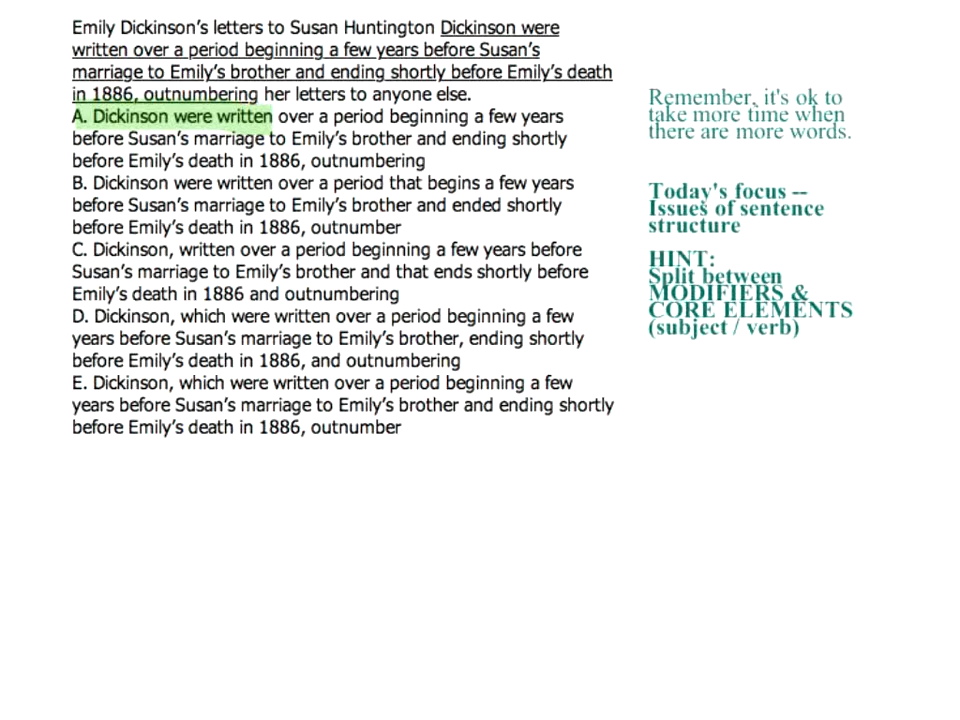 Emily Dickinson's letters to Susan Huntington Dickinson were
written over a period beginning a few years before Susan's
marriage to Emily's brother and ending shortly before Emily's death
in 1886, outnumbering her letters to anyone else.
A. Dickinson were written over a period beginning a few years
before Susan's marriage to Emily's brother and ending shortly
before Emily's death in 1886, outnumbering
B. Dickinson were written over a period that begins a few years
before Susan's marriage to Emily's brother and ended shortly
before Emily's death in 1886, outnumber
C. Dickinson, written over a period beginning a few years before
Susan's marriage to Emily's brother and that ends shortly before
Emily's death in 1886 and outnumbering
D. Dickinson, which were written over a period beginning a few
years before Susan's marriage to Emily's brother, ending shortly
before Emily's death in 1886, and outnumbering
E. Dickinson, which were written over a period beginning a few
years before Susan's marriage to Emily's brother and ending shortly
before Emily's death in 1886, outnumber
Remember, it's ok to
take more time when
there are more words.
Today's focus --
Issues of sentence
structure
HINT:
Split between
MODIFIERS &
CORE ELEMENTS
(subject / verb)